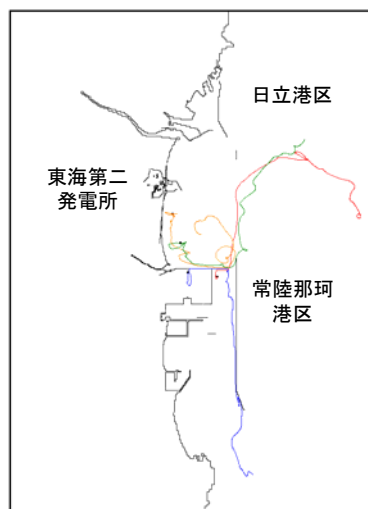 日立港区
東海第二
発電所
常陸那珂
港区